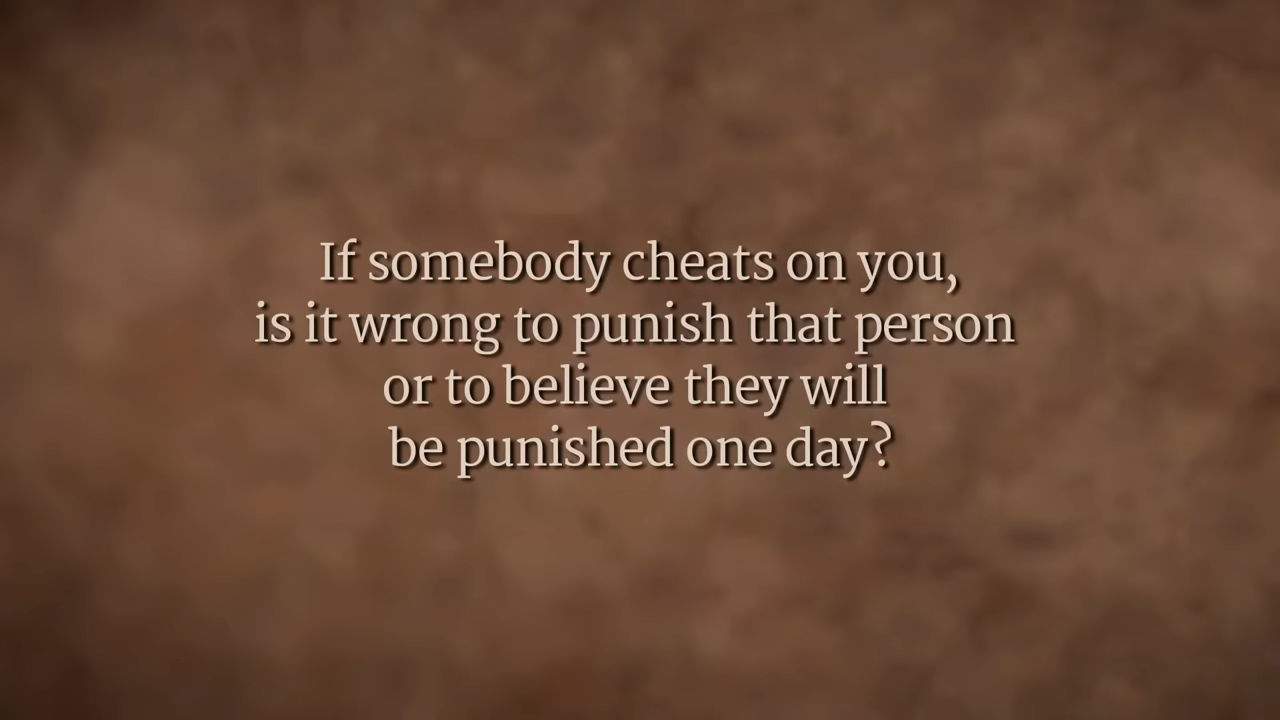 If somebody cheats on you,
is it wrong to punish that person
or to believe they will
be punished one day?